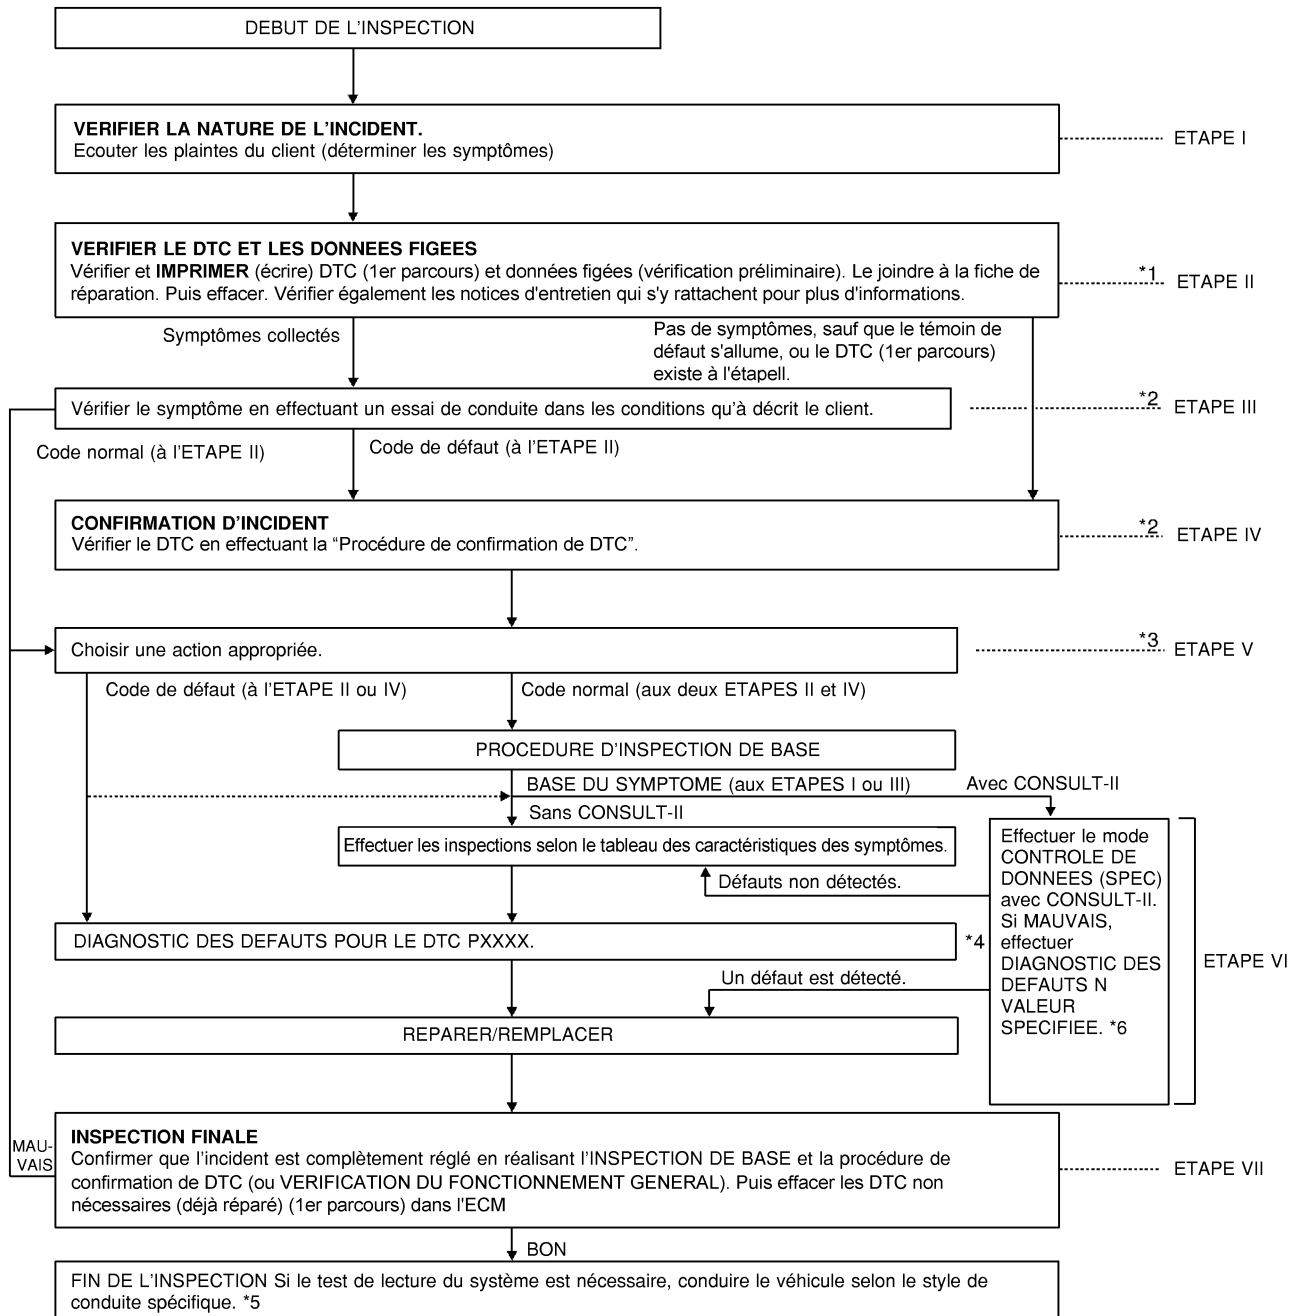 DEBUT DE L'INSPECTION
VERIFIER LA NATURE DE L'INCIDENT.
Ecouter les plaintes du client (déterminer les symptômes)
ETAPE I
VERIFIER LE DTC ET LES DONNEES FIGEES
Vérifier et IMPRIMER (écrire) DTC (1er parcours) et données figées (vérification préliminaire). Le joindre à la fiche de
réparation. Puis effacer. Vérifier également les notices d'entretien qui s'y rattachent pour plus d'informations.
*1
ETAPE II
Symptômes collectés
Pas de symptômes, sauf que le témoin de
défaut s'allume, ou le DTC (1er parcours)
existe à l'étapell.
Vérifier le symptôme en effectuant un essai de conduite dans les conditions qu'à décrit le client.
*2
ETAPE III
Code normal (à l'ETAPE II)
Code de défaut (à l'ETAPE II)
CONFIRMATION D'INCIDENT
Vérifier le DTC en effectuant la “Procédure de confirmation de DTC”.
*2
ETAPE IV
Choisir une action appropriée.
*3
ETAPE V
Code de défaut (à l'ETAPE II ou IV)
Code normal (aux deux ETAPES II et IV)
PROCEDURE D'INSPECTION DE BASE
BASE DU SYMPTOME (aux ETAPES I ou III)
Avec CONSULT-II
Sans CONSULT-II
Effectuer les inspections selon le tableau des caractéristiques des symptômes.
Défauts non détectés.
Effectuer le mode
CONTROLE DE
DONNEES (SPEC)
avec CONSULT-II.
Si MAUVAIS,
effectuer
DIAGNOSTIC DES
DEFAUTS N
VALEUR
SPECIFIEE. *6
ETAPE VI
DIAGNOSTIC DES DEFAUTS POUR LE DTC PXXXX.
*4
Un défaut est détecté.
REPARER/REMPLACER
MAU-
VAIS
INSPECTION FINALE
Confirmer que l'incident est complètement réglé en réalisant l'INSPECTION DE BASE et la procédure de
confirmation de DTC (ou VERIFICATION DU FONCTIONNEMENT GENERAL). Puis effacer les DTC non
nécessaires (déjà réparé) (1er parcours) dans l'ECM
ETAPE VII
BON
FIN DE L'INSPECTION Si le test de lecture du système est nécessaire, conduire le véhicule selon le style de
conduite spécifique. *5